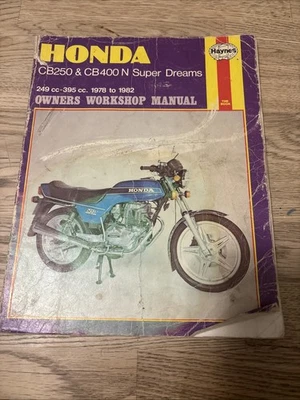 HONDA
Haynes
CB250 & CB400 N Super Dreams
249 cc-395 cc. 1978 to 1982
OWNERS WORKSHOP MANUAL
HONDA